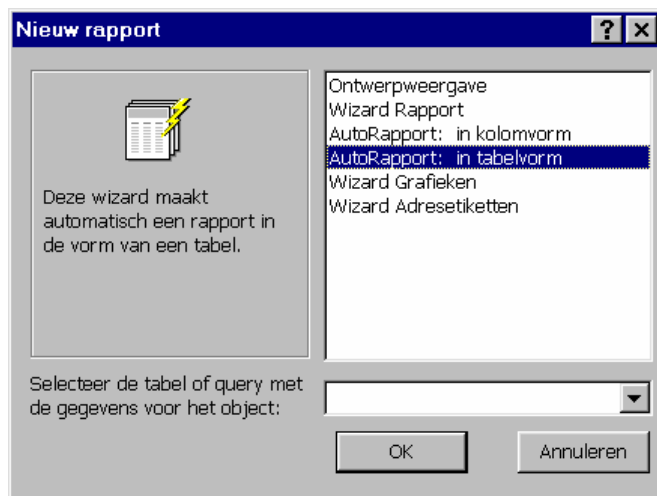 Nieuw rapport
? ×
Deze wizard maakt
automatisch een rapport in
de vorm van een tabel.
Ontwerpweergave
Wizard Rapport
AutoRapport: in kolomvorm
AutoRapport: in tabelvorm
Wizard Grafieken
Wizard Adresetiketten
Selecteer de tabel of query met
de gegevens voor het object:
OK
Annuleren